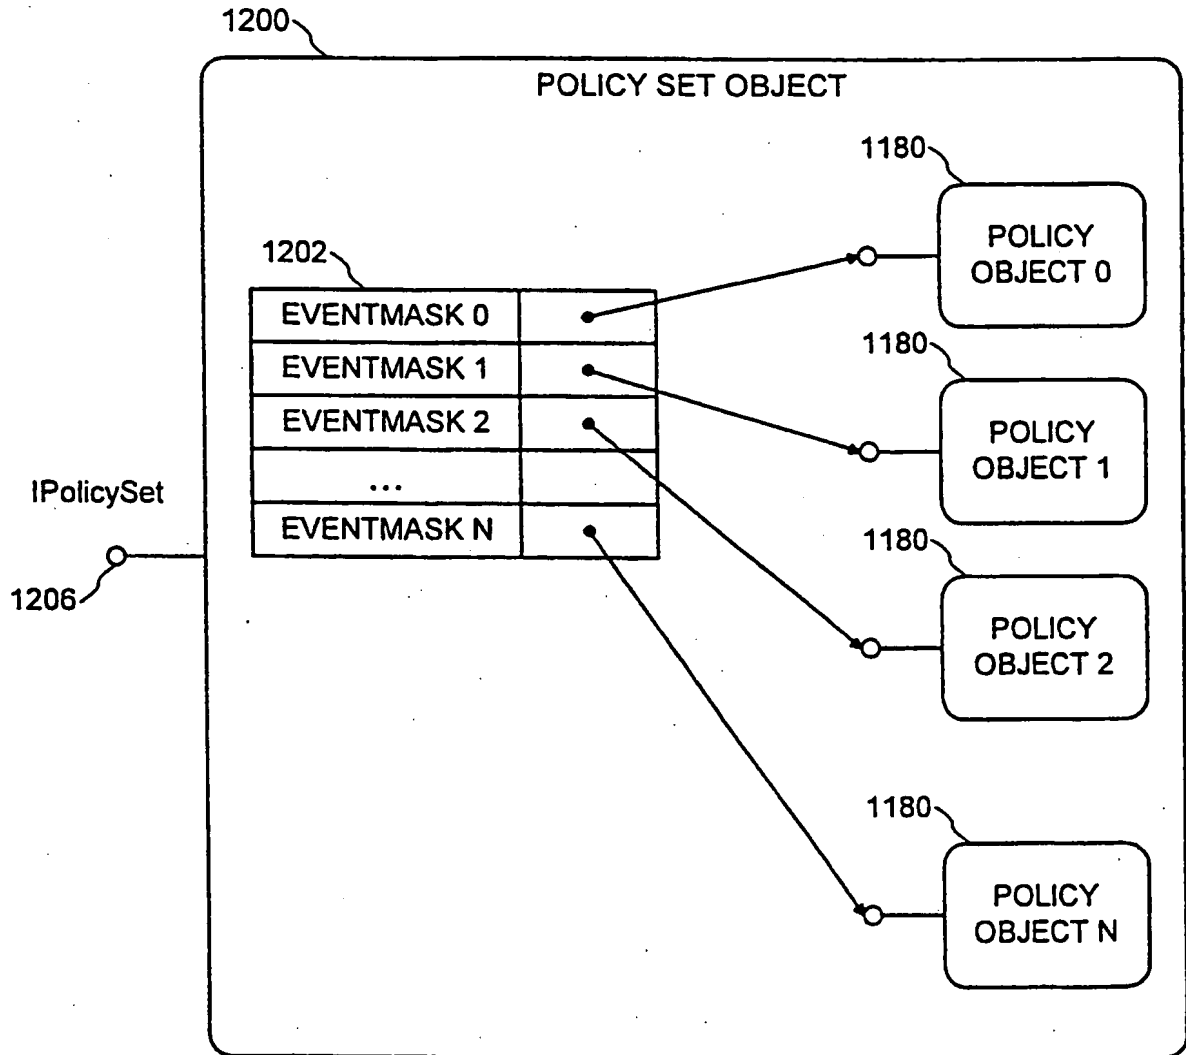 1200
POLICY SET OBJECT
1180
POLICY
OBJECT 0
1202
EVENTMASK 0
EVENTMASK 1
EVENTMASK 2
...
EVENTMASK N
1180
POLICY
OBJECT 1
IPolicySet
1206
1180
POLICY
OBJECT 2
1180
POLICY
OBJECT N